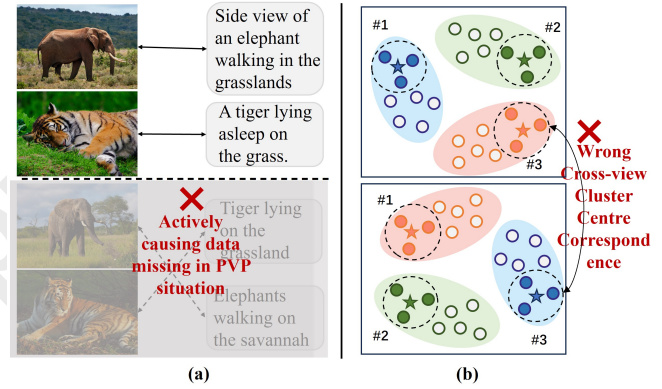 Side view of
an elephant
walking in the
grasslands
A tiger lying
asleep on
the grass.
Tiger lying
on the
grassland
Elephants
walking on
the savannah
Actively
causing data
missing in PVP
situation
(a)
#1
#2
#3
#1
#2
#3
Wrong
Cross-view
Cluster
Centre
Correspond
ence
(b)